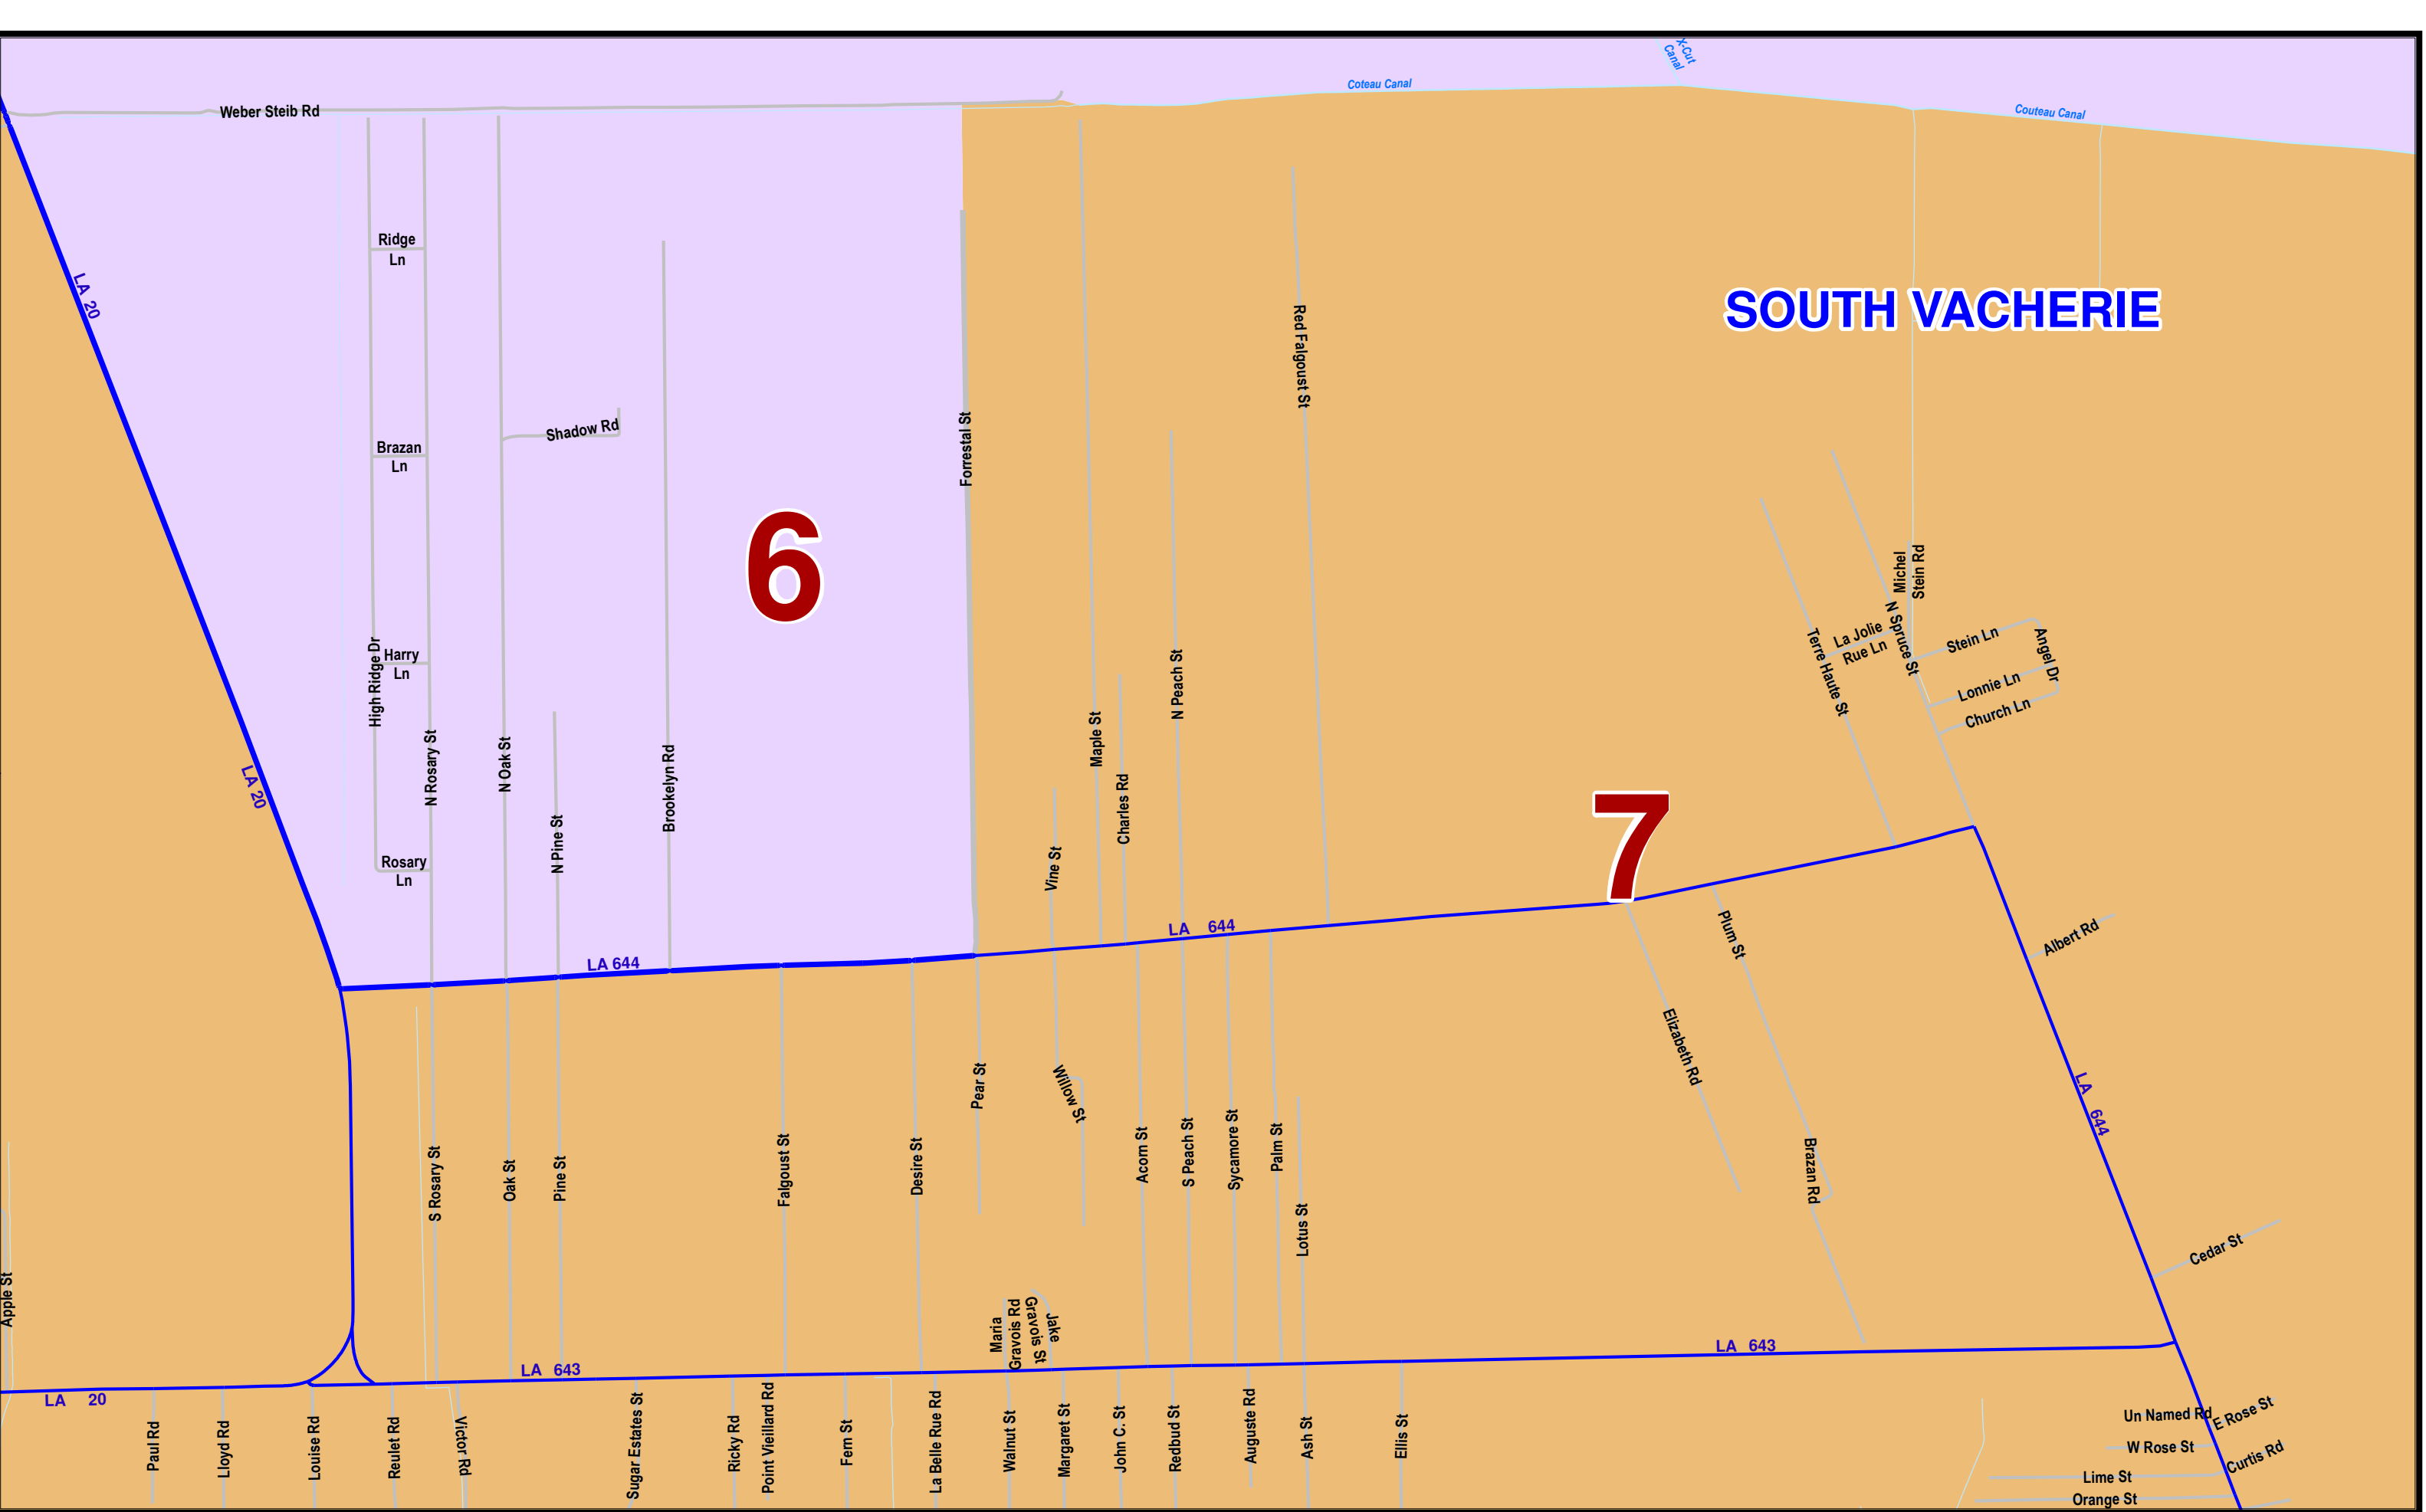 X-Cut
Canal
Coteau Canal
Couteau Canal
Weber Steib Rd
Ridge
Ln
LA 20
SOUTH VACHERIE
Red Falgoust St
Forrestal St
Shadow Rd
Brazan
Ln
6
Michel
Stein Rd
N Spruce St
La Jolie
Rue Ln
Stein Ln
Angel Dr
Terre Haute St
Lonnie Ln
Church Ln
High Ridge Dr
Harry
Ln
N Peach St
Maple St
N Rosary St
N Oak St
Brookelyn Rd
LA 20
Charles Rd
N Pine St
7
Vine St
Rosary
Ln
LA 644
LA 644
Plum St
Albert Rd
Elizabeth Rd
Pear St
Willow St
LA 644
S Rosary St
Oak St
Pine St
Falgoust St
Desire St
Acorn St
S Peach St
Sycamore St
Palm St
Brazan Rd
Lotus St
Cedar St
Apple St
Maria
Gravois Rd
Jake
Gravois St
LA 643
LA 643
LA 20
Paul Rd
Lloyd Rd
Louise Rd
Reulet Rd
Victor Rd
Sugar Estates St
Ricky Rd
Point Vieillard Rd
Fern St
La Belle Rue Rd
Walnut St
Margaret St
John C. St
Redbud St
Auguste Rd
Ash St
Ellis St
Un Named Rd
E Rose St
W Rose St
Curtis Rd
Lime St
Orange St